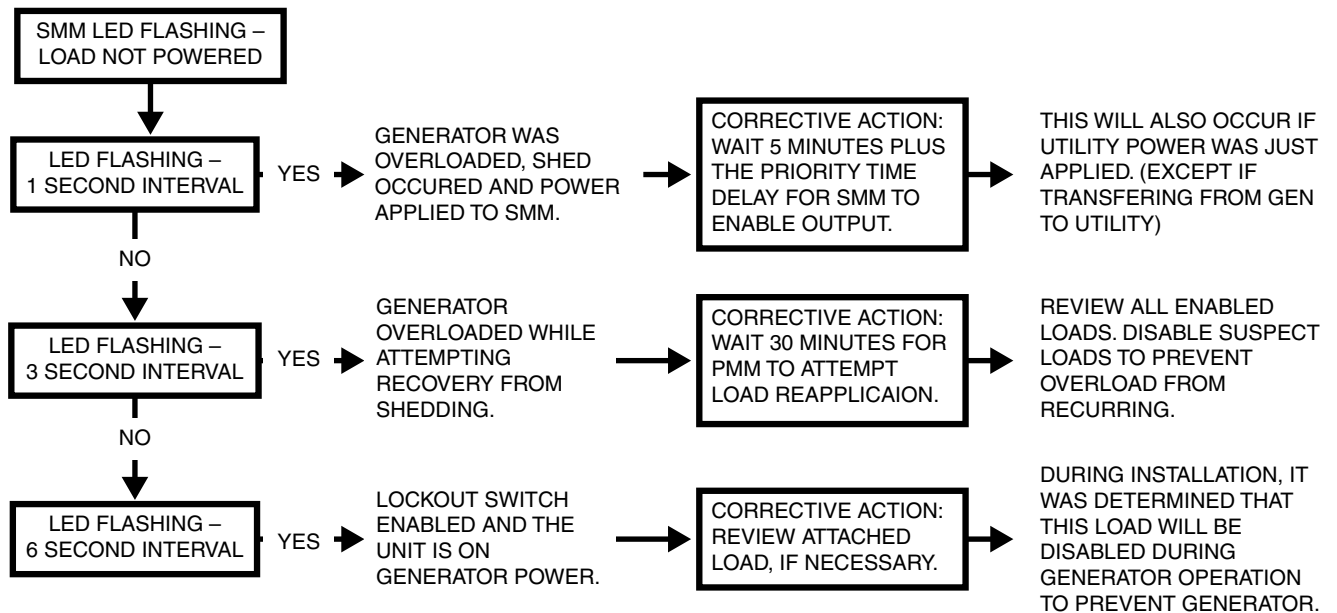 SMM LED FLASHING –
LOAD NOT POWERED
LED FLASHING –
1 SECOND INTERVAL
YES
GENERATOR WAS
OVERLOADED, SHED
OCCURED AND POWER
APPLIED TO SMM.
CORRECTIVE ACTION:
WAIT 5 MINUTES PLUS
THE PRIORITY TIME
DELAY FOR SMM TO
ENABLE OUTPUT.
THIS WILL ALSO OCCUR IF
UTILITY POWER WAS JUST
APPLIED. (EXCEPT IF
TRANSFERING FROM GEN
TO UTILITY)
NO
LED FLASHING –
3 SECOND INTERVAL
YES
GENERATOR
OVERLOADED WHILE
ATTEMPTING
RECOVERY FROM
SHEDDING.
CORRECTIVE ACTION:
WAIT 30 MINUTES FOR
PMM TO ATTEMPT
LOAD REAPPLICAION.
REVIEW ALL ENABLED
LOADS. DISABLE SUSPECT
LOADS TO PREVENT
OVERLOAD FROM
RECURRING.
NO
LED FLASHING –
6 SECOND INTERVAL
YES
LOCKOUT SWITCH
ENABLED AND THE
UNIT IS ON
GENERATOR POWER.
CORRECTIVE ACTION:
REVIEW ATTACHED
LOAD, IF NECESSARY.
DURING INSTALLATION, IT
WAS DETERMINED THAT
THIS LOAD WILL BE
DISABLED DURING
GENERATOR OPERATION
TO PREVENT GENERATOR.